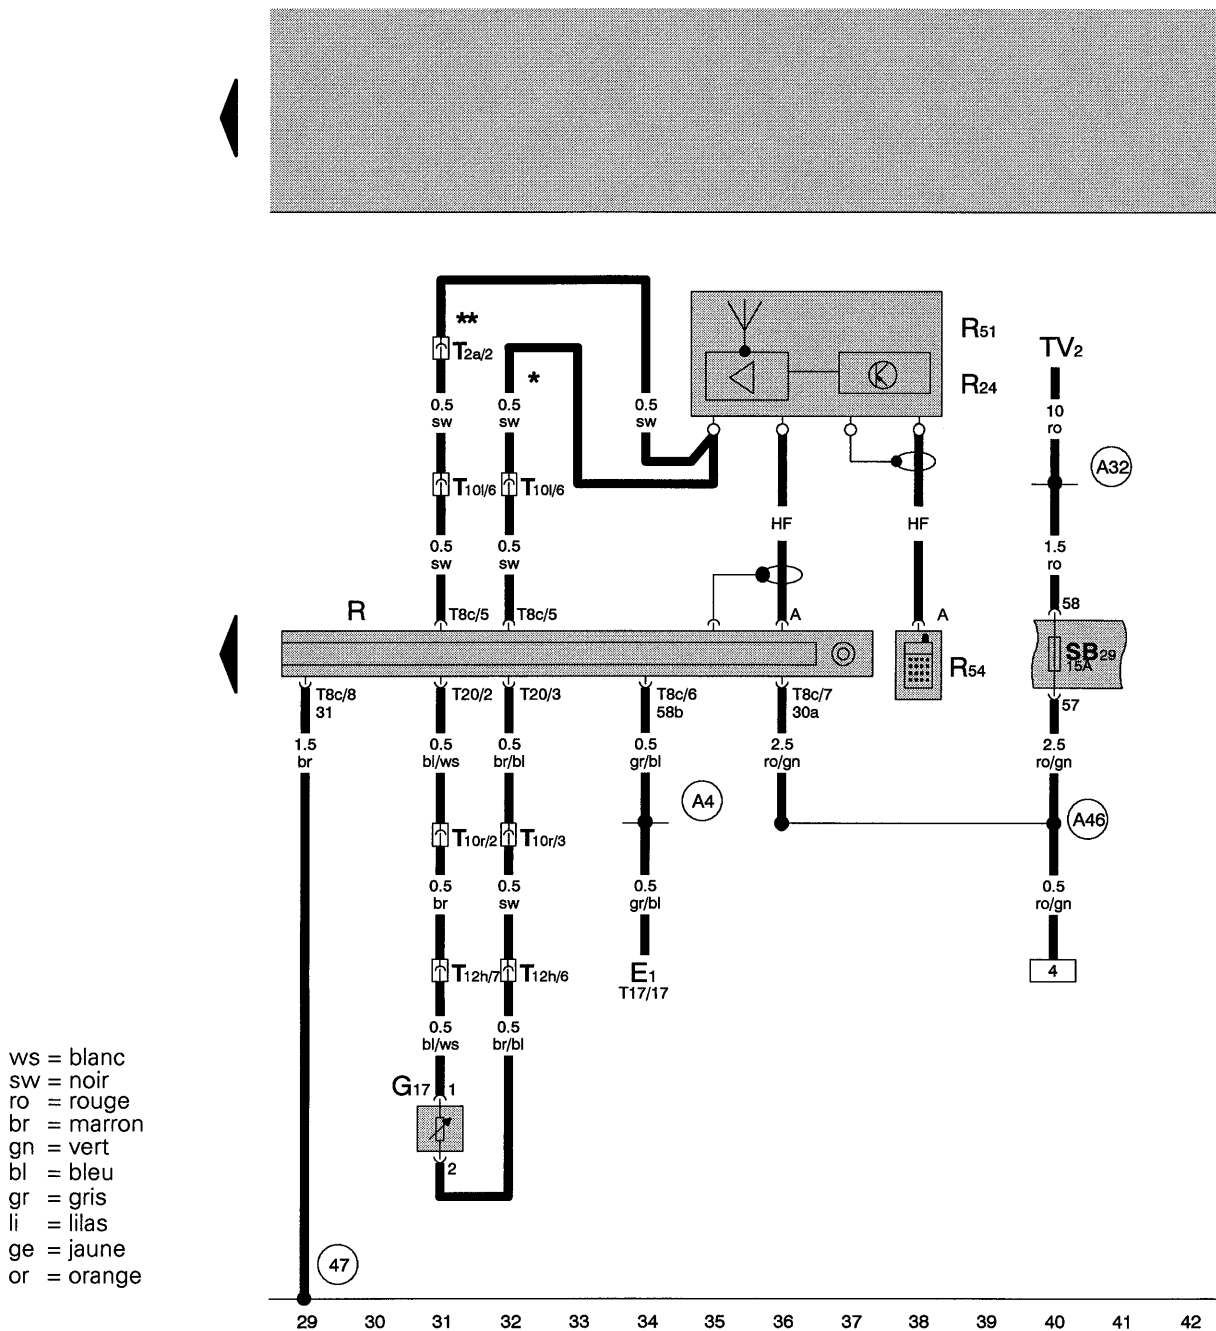 **
T2a/2
*
R51
R24
TV2
0.5 sw
0.5 sw
0.5 sw
10 ro
A32
T10l/6
T10l/6
HF
HF
0.5 sw
0.5 sw
1.5 ro
58
R
T8c/5
T8c/5
A
A
SB29
15A
R54
T8c/8
31
T20/2
T20/3
T8c/6
58b
T8c/7
30a
57
1.5 br
0.5 bl/ws
0.5 br/bl
0.5 gr/bl
2.5 ro/gn
2.5 ro/gn
A4
A46
T10r/2
T10r/3
0.5 br
0.5 sw
0.5 gr/bl
0.5 ro/gn
T12h/7
T12h/6
E1
T17/17
4
0.5 bl/ws
0.5 br/bl
G17
1
2
ws = blanc
sw = noir
ro = rouge
br = marron
gn = vert
bl = bleu
gr = gris
li = lilas
ge = jaune
or = orange
47
29 30 31 32 33 34 35 36 37 38 39 40 41 42